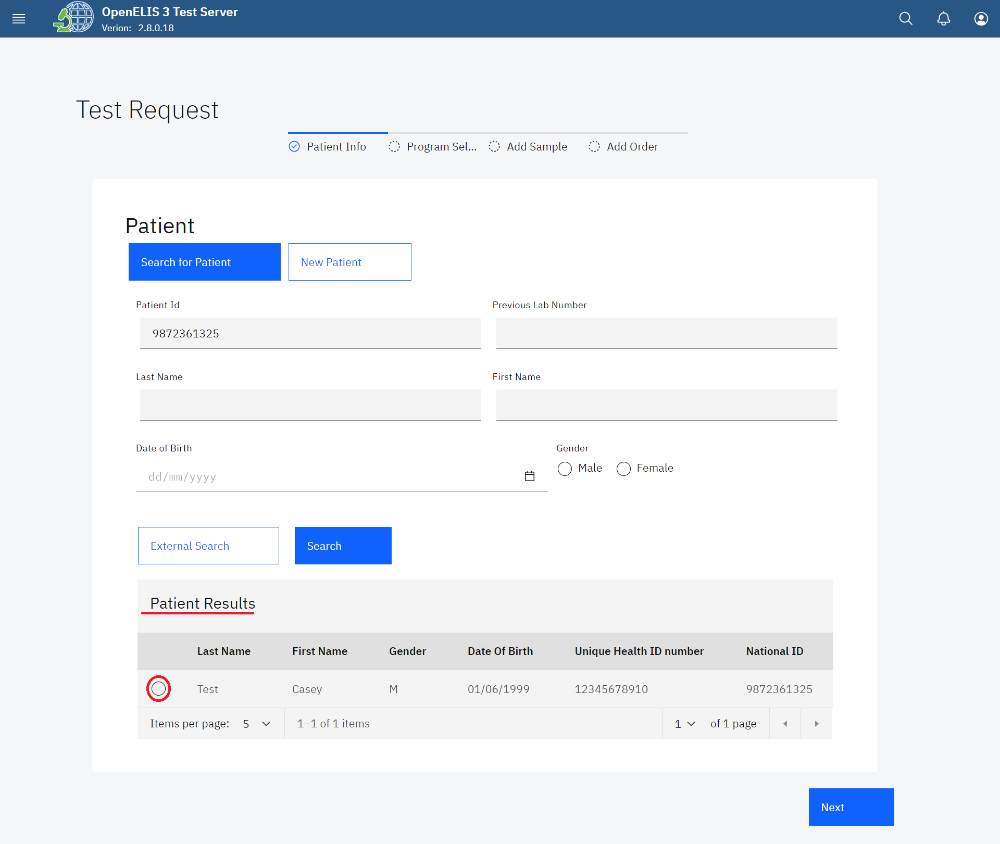 OpenELIS 3 Test Server
Verion: 2.8.0.18
Test Request
Patient Info
Program Sel...
Add Sample
Add Order
Patient
Search for Patient
New Patient
Patient Id
Previous Lab Number
9872361325
Last Name
First Name
Date of Birth
Gender
dd/mm/yyyy
Male
Female
External Search
Search
Patient Results
Last Name First Name Gender Date Of Birth Unique Health ID number National ID
Test Casey M 01/06/1999 12345678910 9872361325
Items per page: 5 1–1 of 1 items 1 of 1 page
Next